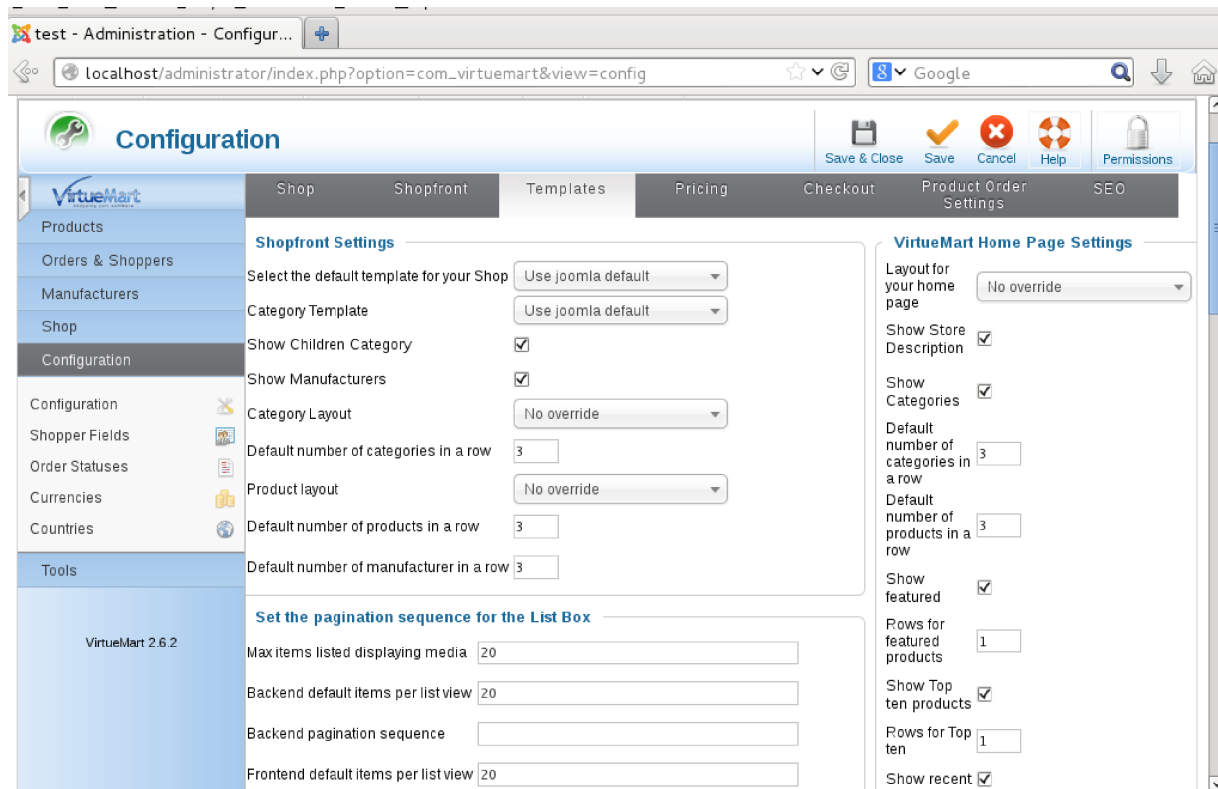 test - Administration - Configur...
localhost/administrator/index.php?option=com_virtuemart&view=config
Google
Configuration
Save & Close
Save
Cancel
Help
Permissions
VirtueMart
Products
Orders & Shoppers
Manufacturers
Shop
Configuration
Configuration
Shopper Fields
Order Statuses
Currencies
Countries
Tools
VirtueMart 2.6.2
Shop
Shopfront
Templates
Pricing
Checkout
Product Order
Settings
SEO
Shopfront Settings
Select the default template for your Shop Use joomla default
Category Template Use joomla default
Show Children Category
Show Manufacturers
Category Layout No override
Default number of categories in a row 3
Product layout No override
Default number of products in a row 3
Default number of manufacturer in a row 3
Set the pagination sequence for the List Box
Max items listed displaying media 20
Backend default items per list view 20
Backend pagination sequence
Frontend default items per list view 20
VirtueMart Home Page Settings
Layout for
your home
page
No override
Show Store
Description
Show
Categories
Default
number of
categories in
a row
3
Default
number of
products in a
row
3
Show
featured
Rows for
featured
products
1
Show Top
ten products
Rows for Top
ten
1
Show recent